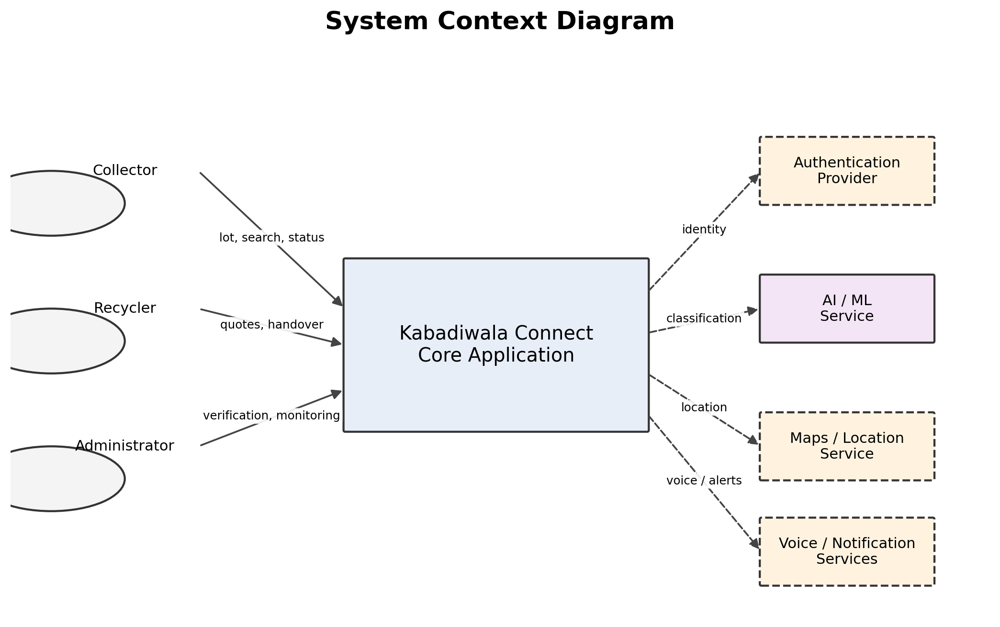 System Context Diagram
Collector
lot, search, status
Recycler
quotes, handover
Administrator
verification, monitoring
Kabadiwala Connect
Core Application
identity
classification
location
voice / alerts
Authentication
Provider
AI / ML
Service
Maps / Location
Service
Voice / Notification
Services